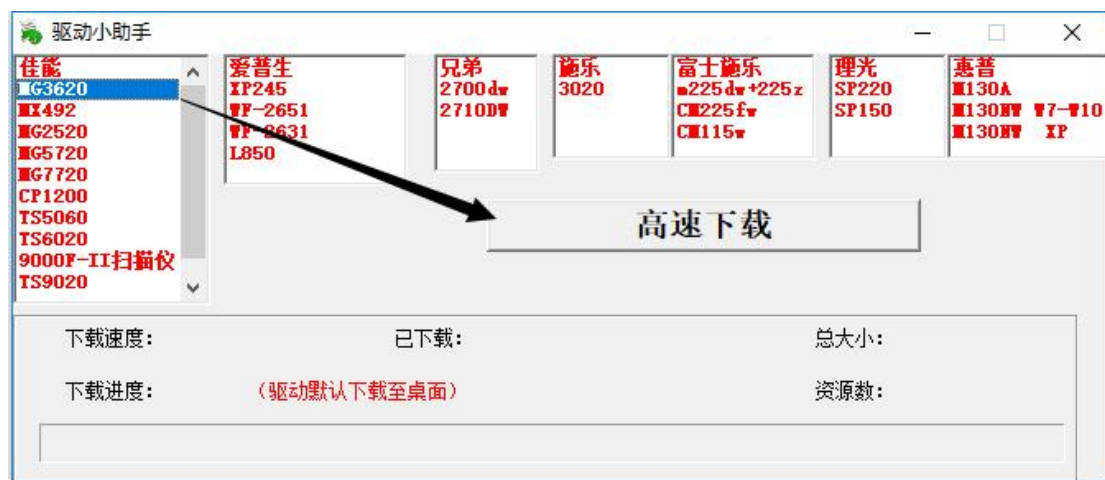 驱动小助手
佳能
MG3620
MX492
MG2520
MG5720
MG7720
CP1200
TS5060
TS6020
9000F-II扫描仪
TS9020
爱普生
XP245
WF-2651
WF-2631
L850
兄弟
2700dw
2710DW
施乐
3020
富士施乐
m225dw+225z
CM225fw
CM115w
理光
SP220
SP150
惠普
M130A
M130NW W7-W10
M130NW XP
高速下载
下载速度:
已下载:
总大小:
下载进度:
(驱动默认下载至桌面)
资源数: